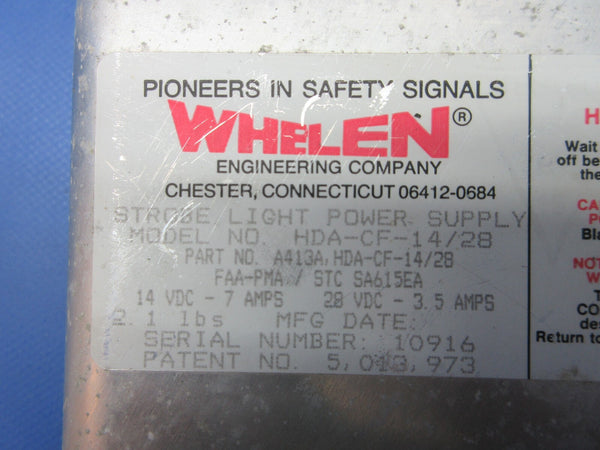 PIONEERS IN SAFETY SIGNALS
WHELEN®
ENGINEERING COMPANY
CHESTER, CONNECTICUT 06412-0684
STROBE LIGHT POWER SUPPLY
MODEL NO. HDA-CF-14/28
PART NO. A413A,HDA-CF-14/28
FAA-PMA / STC SA615EA
14 VDC - 7 AMPS 28 VDC - 3.5 AMPS
2.1 lbs MFG DATE:
SERIAL NUMBER: 10916
PATENT NO. 5,013,973
H
Wait
off be
the
CA
P
Bla
NOT
W
T
CO
des
Return to